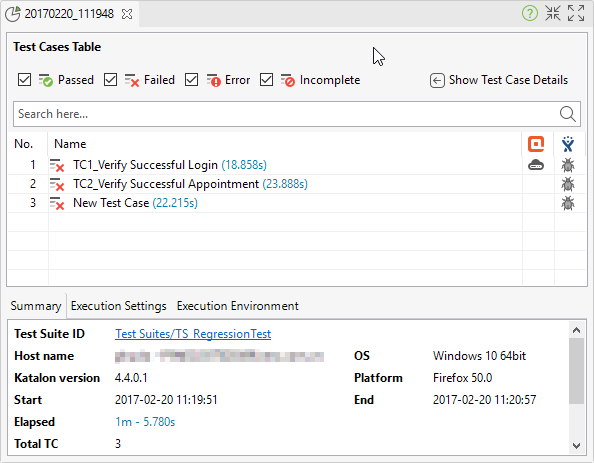 20170220_111948
Test Cases Table
Passed Failed Error Incomplete Show Test Case Details
Search here...
No. Name
1 TC1_Verify Successful Login (18.858s)
2 TC2_Verify Successful Appointment (23.888s)
3 New Test Case (22.215s)
Summary Execution Settings Execution Environment
Test Suite ID Test Suites/TS_RegressionTest
Host name OS Windows 10 64bit
Katalon version 4.4.0.1 Platform Firefox 50.0
Start 2017-02-20 11:19:51 End 2017-02-20 11:20:57
Elapsed 1m - 5.780s
Total TC 3